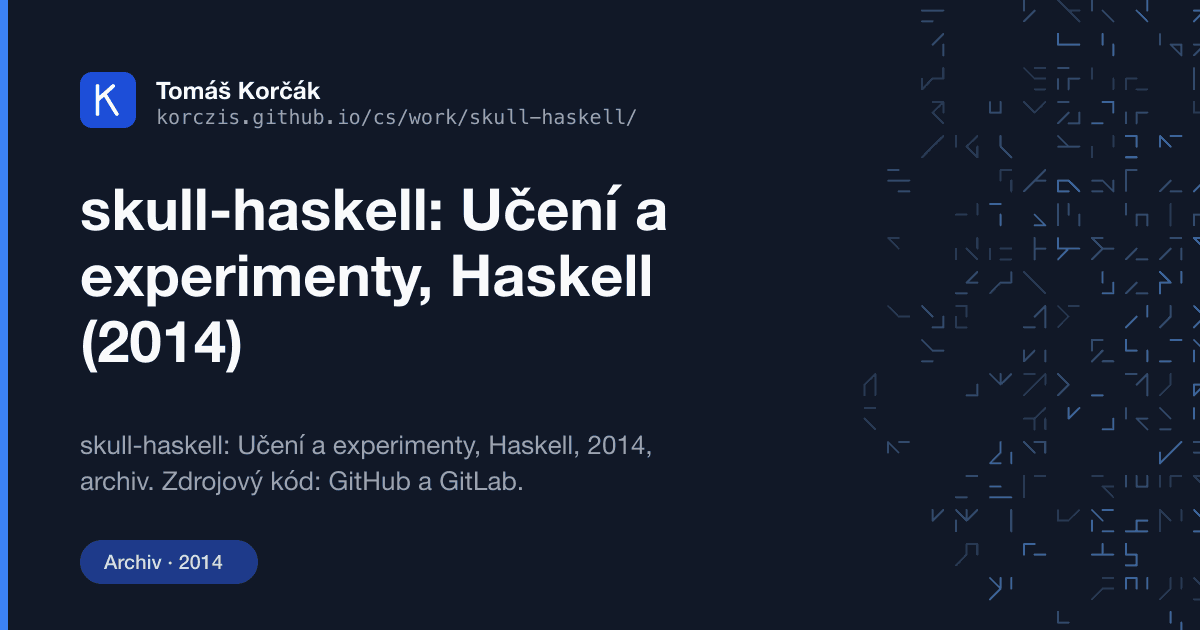 K
Tomáš Korčák
korczis.github.io/cs/work/skull-haskell/
skull-haskell: Učení a
experimenty, Haskell
(2014)
skull-haskell: Učení a experimenty, Haskell, 2014,
archiv. Zdrojový kód: GitHub a GitLab.
Archiv · 2014